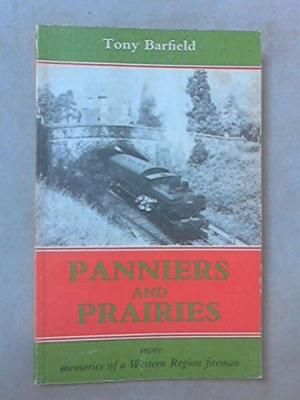 Tony Barfield
PANNIERS
AND
PRAIRIES
more
memories of a Western Region fireman